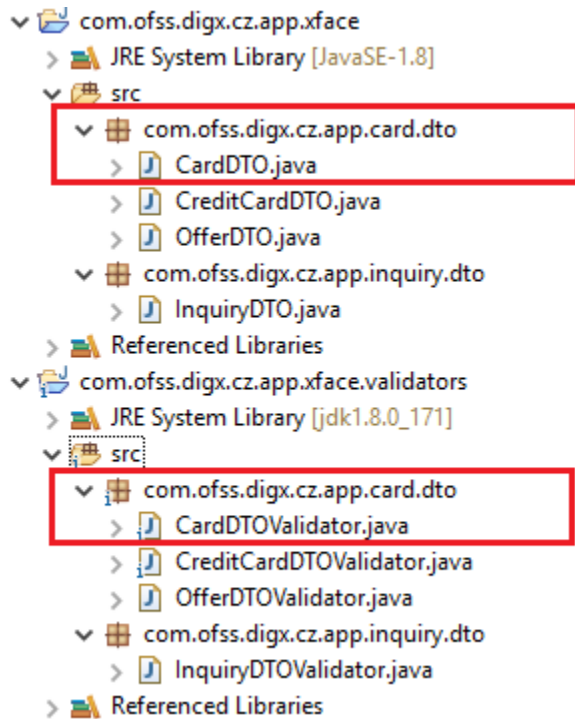 com.ofss.digx.cz.app.xface
JRE System Library [JavaSE-1.8]
src
com.ofss.digx.cz.app.card.dto
CardDTO.java
CreditCardDTO.java
OfferDTO.java
com.ofss.digx.cz.app.inquiry.dto
InquiryDTO.java
Referenced Libraries
com.ofss.digx.cz.app.xface.validators
JRE System Library [jdk1.8.0_171]
src
com.ofss.digx.cz.app.card.dto
CardDTOValidator.java
CreditCardDTOValidator.java
OfferDTOValidator.java
com.ofss.digx.cz.app.inquiry.dto
InquiryDTOValidator.java
Referenced Libraries